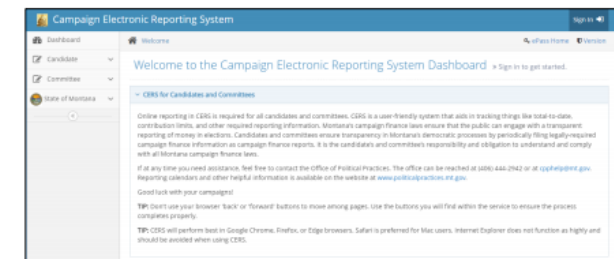 Campaign Electronic Reporting System
Sign In
Dashboard
Welcome
ePass Home
Version
Candidate
Welcome to the Campaign Electronic Reporting System Dashboard » Sign in to get started.
Committee
State of Montana
CERS for Candidates and Committees
Online reporting in CERS is required for all candidates and committees. CERS is a user-friendly system that aids in tracking things like total-to-date,
contribution limits, and other required reporting information. Montana's campaign finance laws ensure that the public can engage with a transparent
reporting of money in elections. Candidates and committees ensure transparency in Montana's democratic processes by periodically filing legally-required
campaign finance information as campaign finance reports. It is the candidate's and committee's responsibility and obligation to understand and comply
with all Montana campaign finance laws.
If at any time you need assistance, feel free to contact the Office of Political Practices. The office can be reached at (406) 444-2942 or at cpphelp@mt.gov.
Reporting calendars and other helpful information is available on the website at www.politicalpractices.mt.gov.
Good luck with your campaigns!
TIP: Don't use your browser 'back' or 'forward' buttons to move among pages. Use the buttons you will find within the service to ensure the process
completes properly.
TIP: CERS will perform best in Google Chrome, Firefox, or Edge browsers. Safari is preferred for Mac users. Internet Explorer does not function as highly and
should be avoided when using CERS.